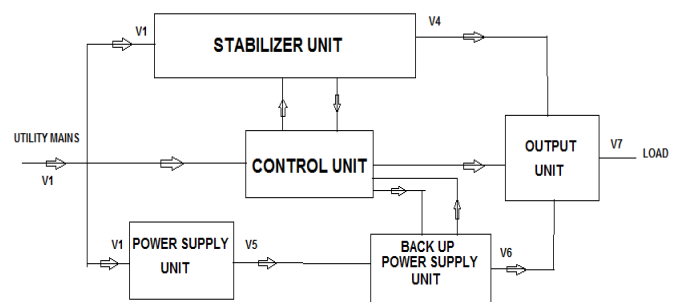 V1
STABILIZER UNIT
V4
UTILITY MAINS
V1
CONTROL UNIT
OUTPUT
UNIT
V7
LOAD
V1
POWER SUPPLY
UNIT
V5
BACK UP
POWER SUPPLY
UNIT
V6